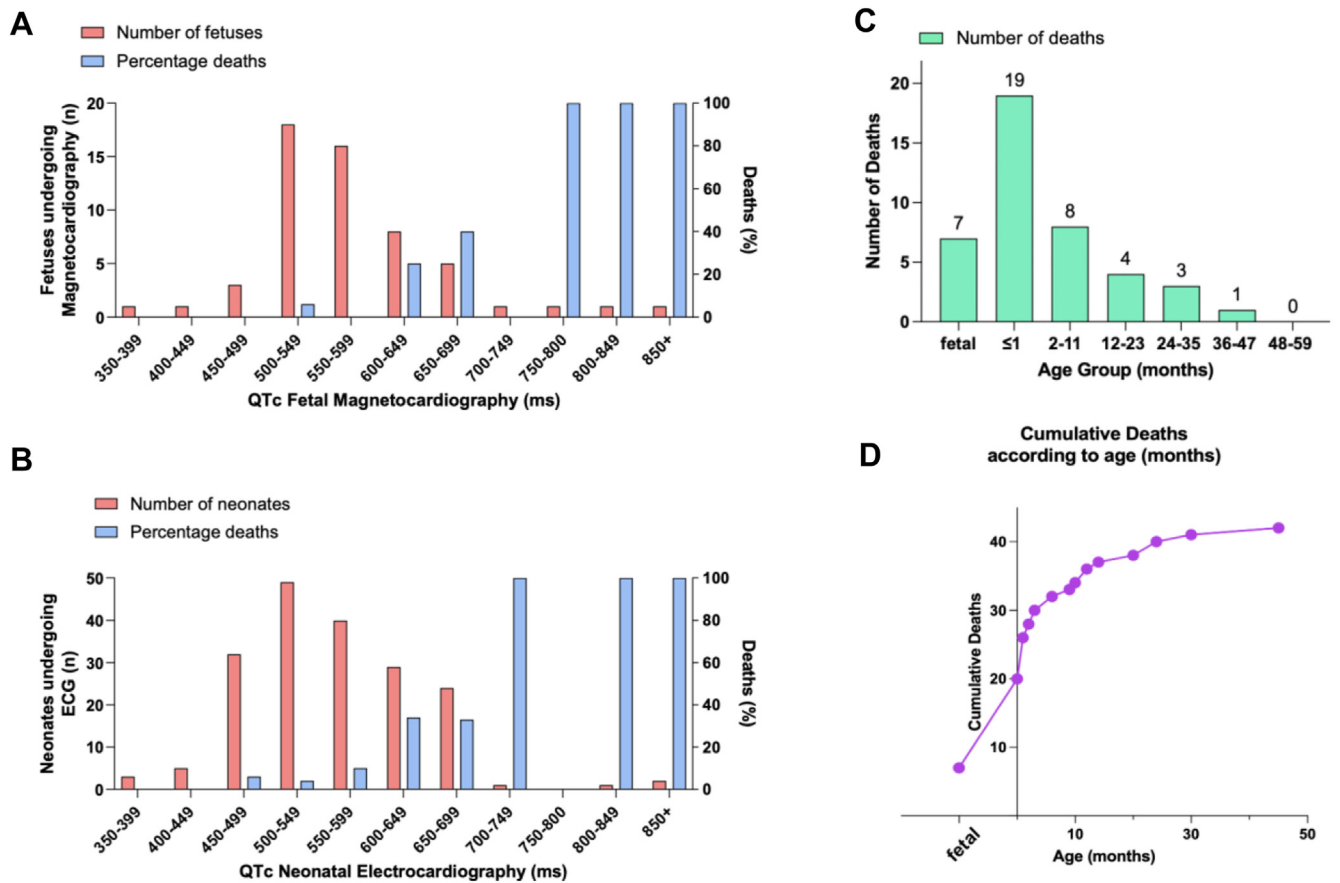 A
Number of fetuses
Percentage deaths
Fetuses undergoing
Magnetocardiography (n)
20
15
10
5
0
100
80
60
40
20
0
Deaths (%)
350-399
400-449
450-499
500-549
550-599
600-649
650-699
700-749
750-800
800-849
850+
QTc Fetal Magnetocardiography (ms)
B
Number of neonates
Percentage deaths
Neonates undergoing
ECG (n)
50
40
30
20
10
0
100
80
60
40
20
0
Deaths (%)
350-399
400-449
450-499
500-549
550-599
600-649
650-699
700-749
750-800
800-849
850+
QTc Neonatal Electrocardiography (ms)
C
Number of deaths
Number of Deaths
20
15
10
5
0
7
19
8
4
3
1
0
fetal
≤1
2-11
12-23
24-35
36-47
48-59
Age Group (months)
D
Cumulative Deaths
according to age (months)
Cumulative Deaths
40
30
20
10
fetal
10
30
50
Age (months)